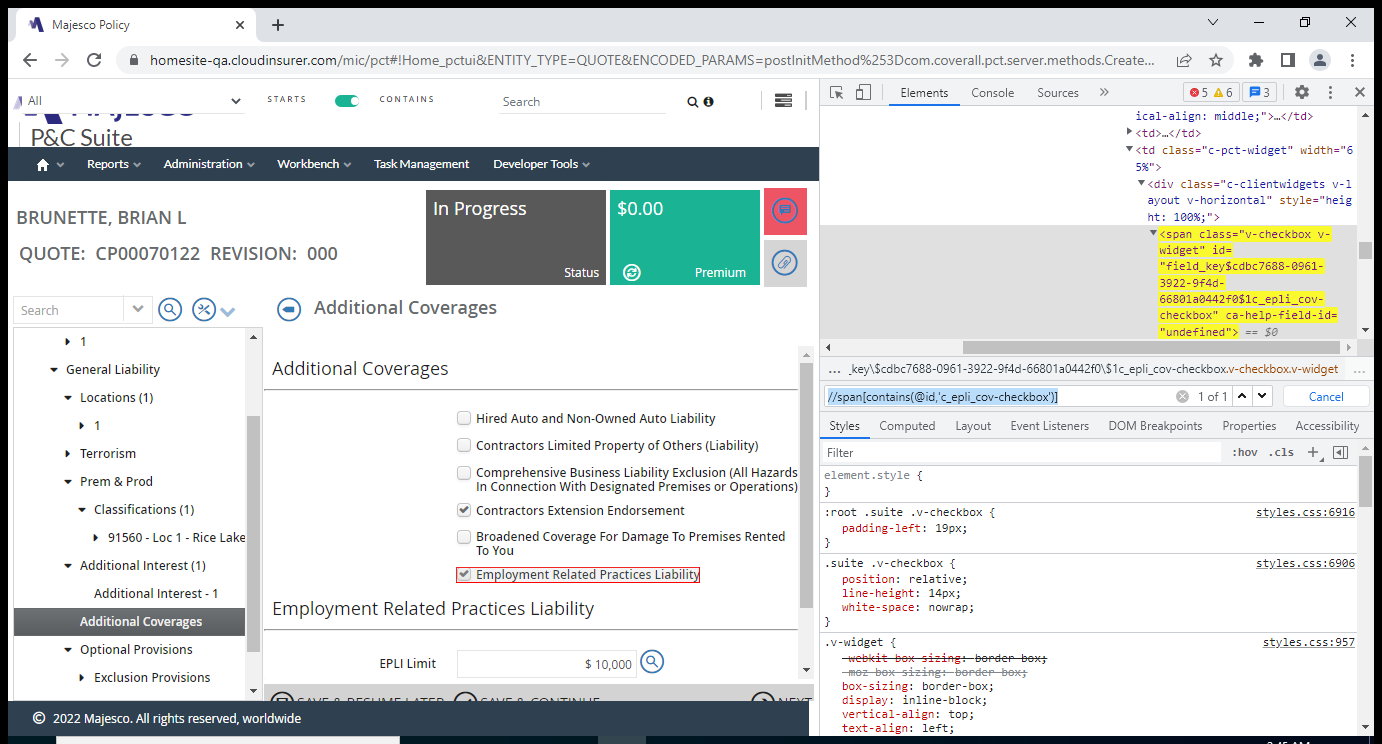 Majesco Policy
homesite-qa.cloudinsurer.com/mic/pct#!Home_pctui&ENTITY_TYPE=QUOTE&ENCODED_PARAMS=postInitMethod%253Dcom.coverall.pct.server.methods.Create...
All
STARTS
CONTAINS
Search
P&C Suite
Reports
Administration
Workbench
Task Management
Developer Tools
BRUNETTE, BRIAN L
QUOTE: CP00070122 REVISION: 000
In Progress
Status
$0.00
Premium
Search
Additional Coverages
1
General Liability
Locations (1)
1
Terrorism
Prem & Prod
Classifications (1)
91560 - Loc 1 - Rice Lake
Additional Interest (1)
Additional Interest - 1
Additional Coverages
Optional Provisions
Exclusion Provisions
Additional Coverages
Hired Auto and Non-Owned Auto Liability
Contractors Limited Property of Others (Liability)
Comprehensive Business Liability Exclusion (All Hazards
In Connection With Designated Premises or Operations)
Contractors Extension Endorsement
Broadened Coverage For Damage To Premises Rented
To You
Employment Related Practices Liability
Employment Related Practices Liability
EPLI Limit
$ 10,000
SAVE & RESUME LATER
SAVE & CONTINUE
NEXT
© 2022 Majesco. All rights reserved, worldwide
Elements
Console
Sources
5
6
3
ical-align: middle;">…</td>
<td>…</td>
<td class="c-pct-widget" width="6
5%">
<div class="c-clientwidgets v-l
ayout v-horizontal" style="heig
ht: 100%;">
<span class="v-checkbox v-
widget" id=
"field_key$cdbc7688-0961-
3922-9f4d-
66801a0442f0$1c_epli_cov-
checkbox" ca-help-field-id=
"undefined"> == $0
… _key\$cdbc7688-0961-3922-9f4d-66801a0442f0\$1c_epli_cov-checkbox.v-checkbox.v-widget …
//span[contains(@id,'c_epli_cov-checkbox')]
1 of 1
Cancel
Styles
Computed
Layout
Event Listeners
DOM Breakpoints
Properties
Accessibility
Filter
:hov
.cls
element.style {
}
:root .suite .v-checkbox {
styles.css:6916
padding-left: 19px;
}
.suite .v-checkbox {
styles.css:6906
position: relative;
line-height: 14px;
white-space: nowrap;
}
.v-widget {
styles.css:957
-webkit-box-sizing: border-box;
-moz-box-sizing: border-box;
box-sizing: border-box;
display: inline-block;
vertical-align: top;
text-align: left;